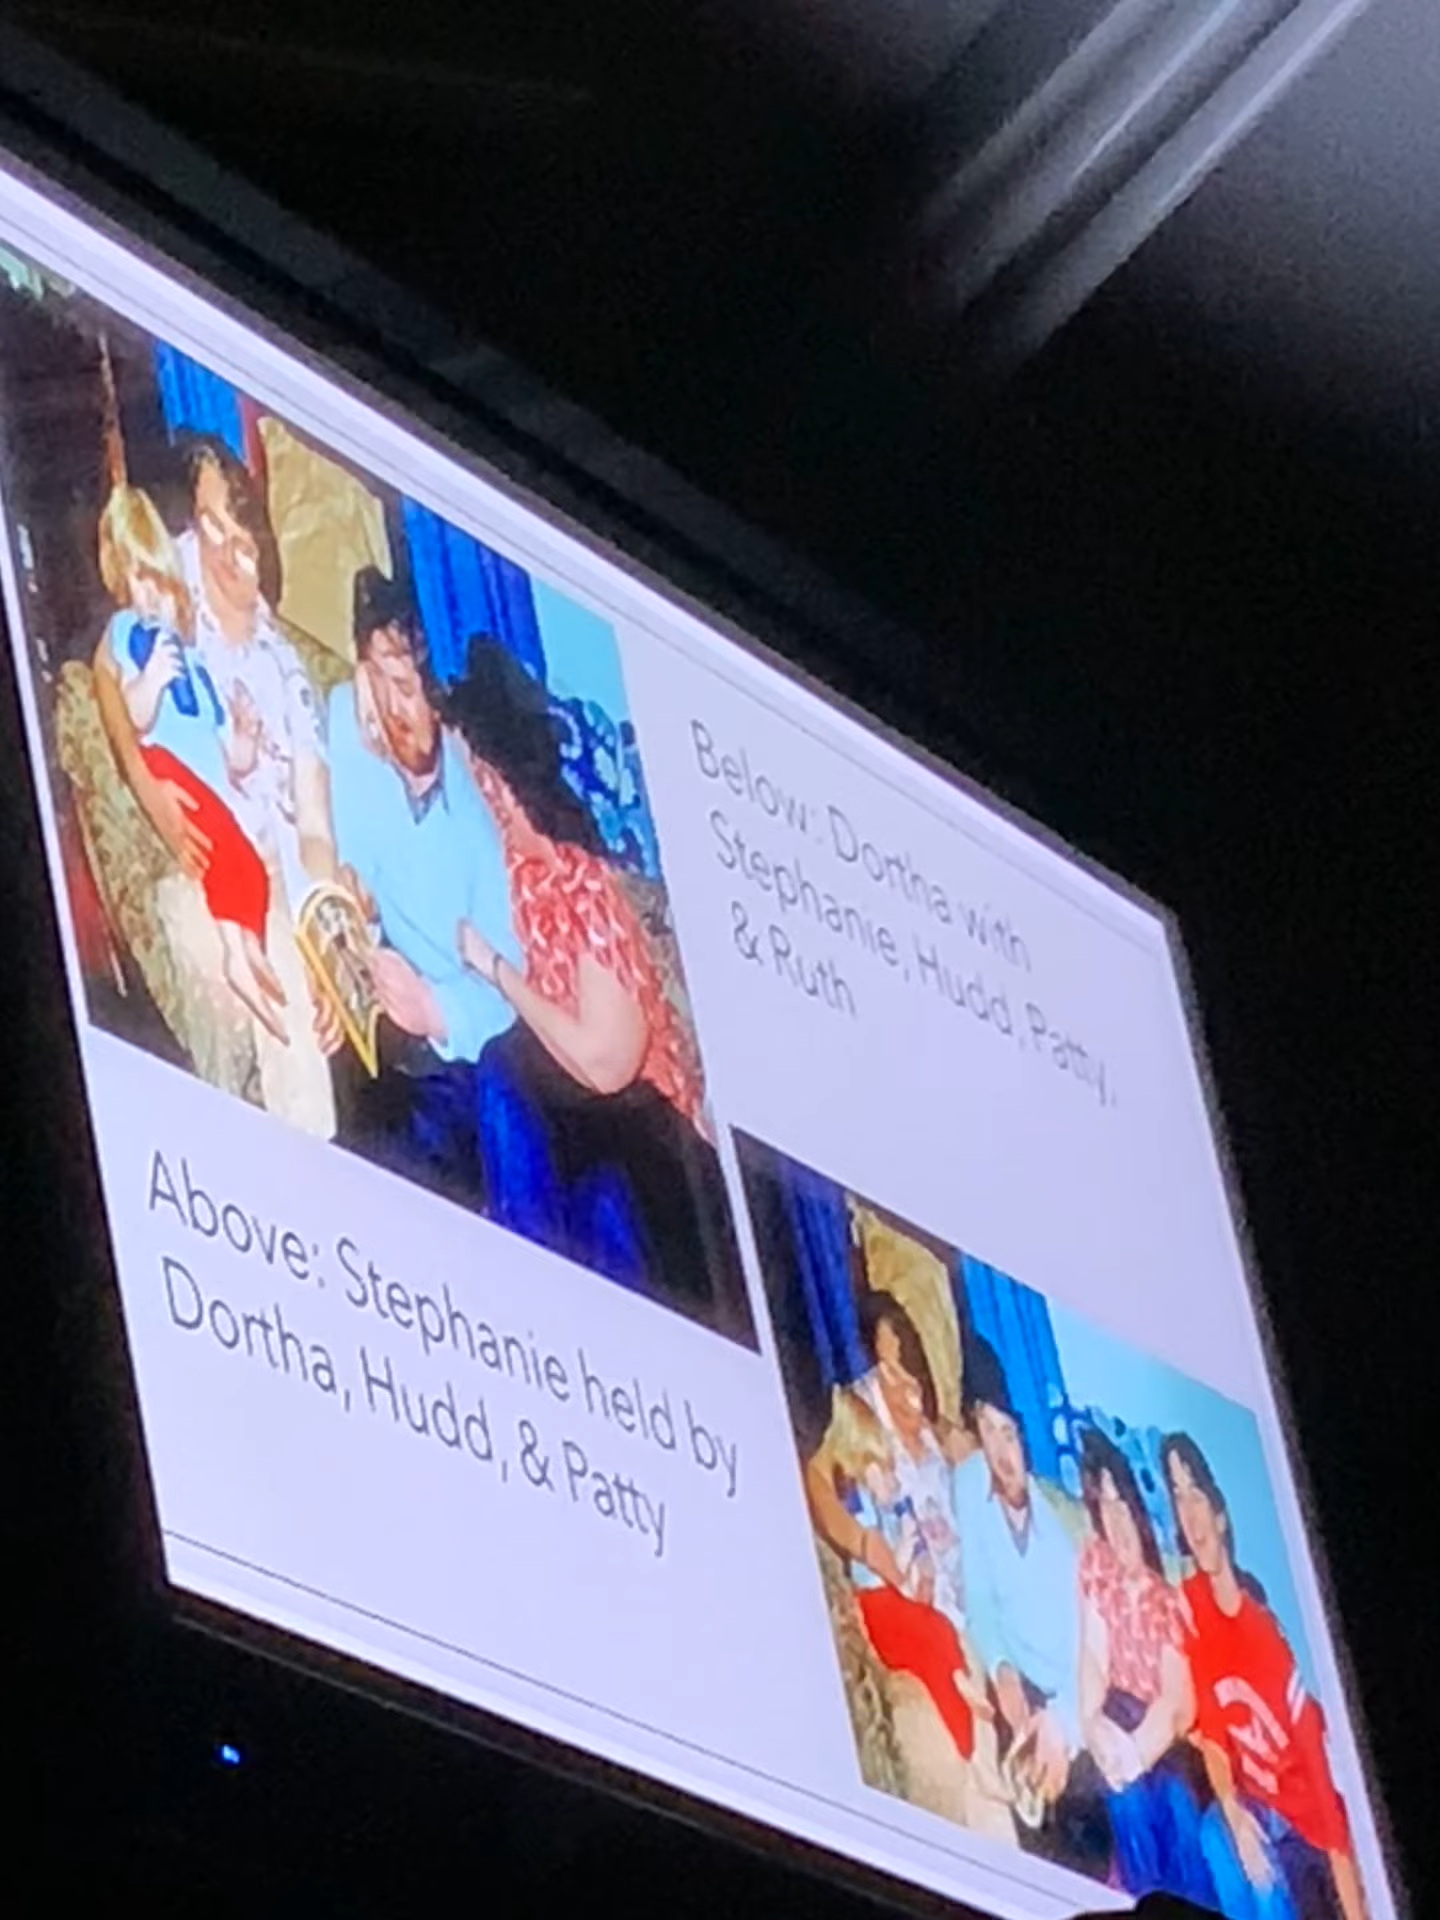 Below: Dortha with
Stephanie, Hudd, Patty,
& Ruth
Above: Stephanie held by
Dortha, Hudd, & Patty